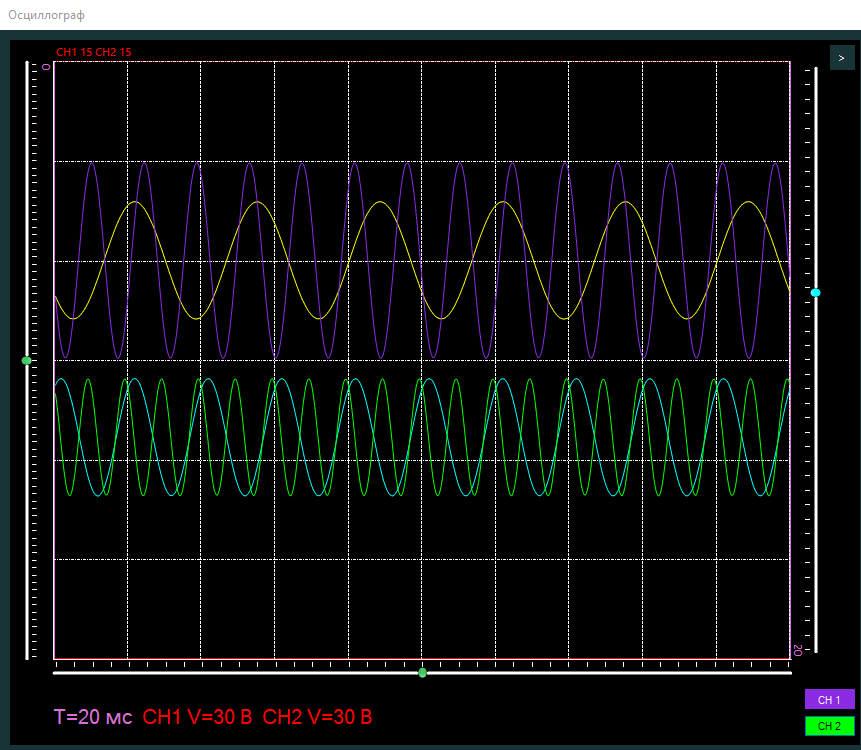 Осциллограф
CH1 15 CH2 15
0
>
20
T=20 мс CH1 V=30 В CH2 V=30 В
CH 1
CH 2